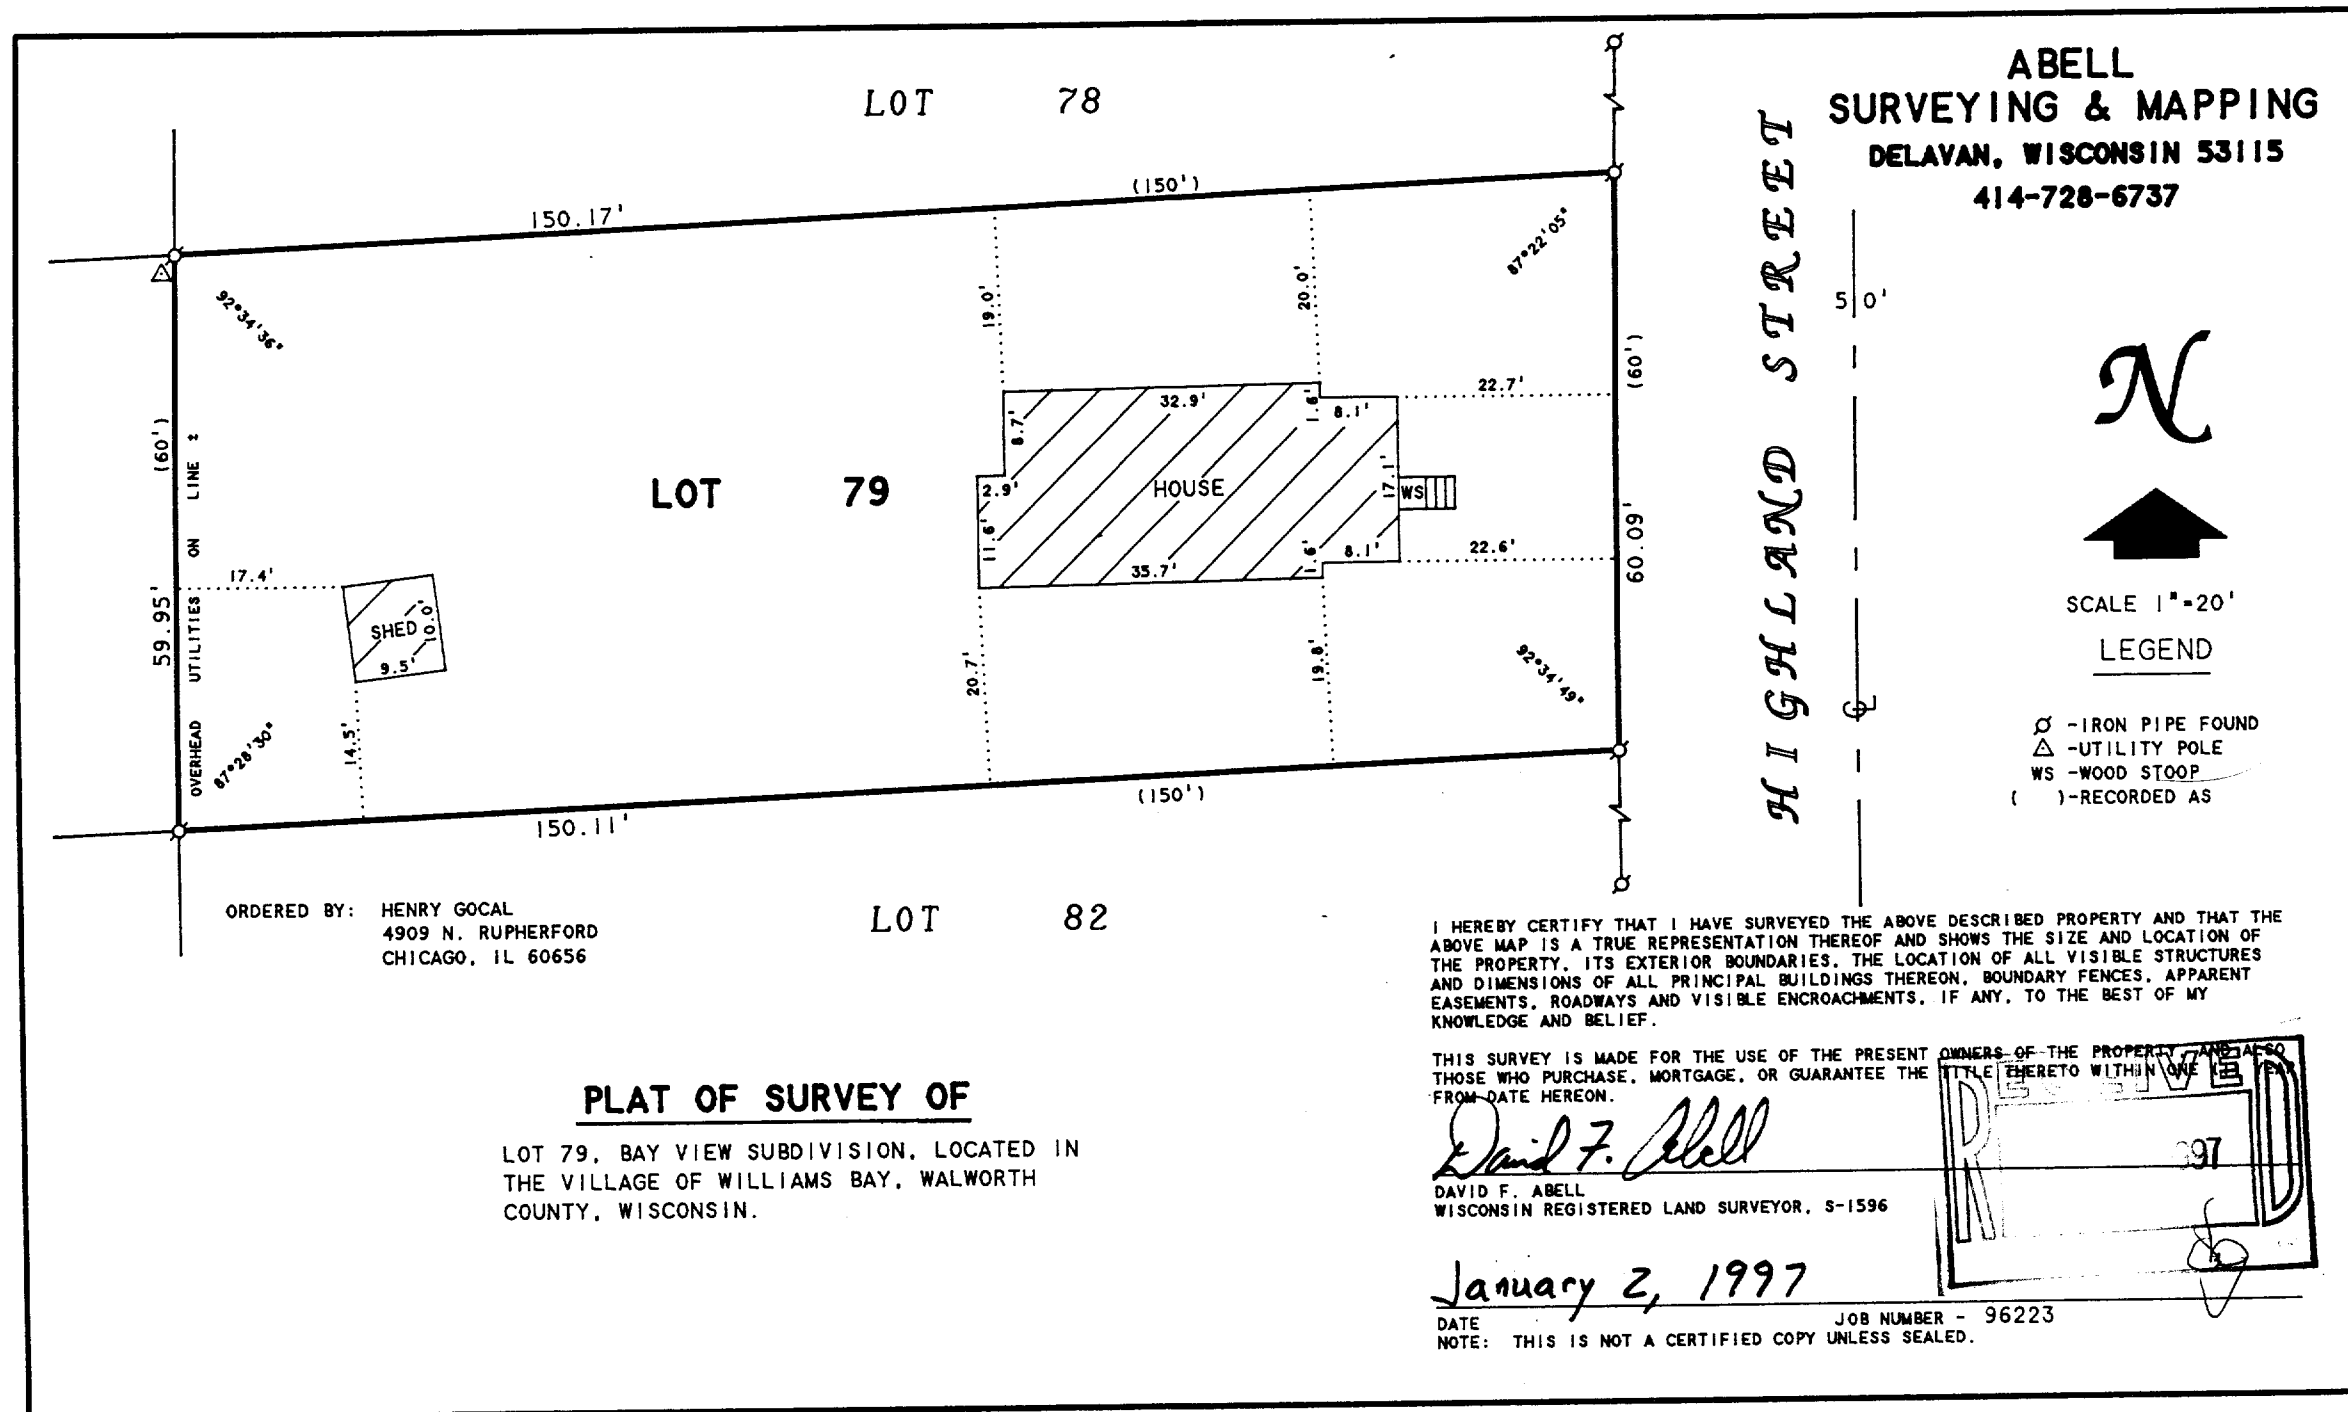 LOT 78
ABELL
SURVEYING & MAPPING
DELAVAN, WISCONSIN 53115
414-728-6737
150.17'
(150')
92°34'36"
87°22'05"
19.0'
20.0'
HIGHLAND STREET
50'
N
(60')
59.95'
OVERHEAD UTILITIES ON LINE ±
(60')
60.09'
32.9'
1.6'
8.1'
22.7'
8.7'
LOT 79
2.9'
HOUSE
17.1'
WS
11.6'
35.7'
1.6'
8.1'
22.6'
17.4'
SHED
10.0'
9.5'
14.5'
20.7'
19.8'
87°28'30"
92°34'49"
150.11'
(150')
SCALE 1"=20'
LEGEND
-IRON PIPE FOUND
-UTILITY POLE
WS -WOOD STOOP
( )-RECORDED AS
ORDERED BY: HENRY GOCAL
4909 N. RUPHERFORD
CHICAGO, IL 60656
LOT 82
I HEREBY CERTIFY THAT I HAVE SURVEYED THE ABOVE DESCRIBED PROPERTY AND THAT THE
ABOVE MAP IS A TRUE REPRESENTATION THEREOF AND SHOWS THE SIZE AND LOCATION OF
THE PROPERTY, ITS EXTERIOR BOUNDARIES, THE LOCATION OF ALL VISIBLE STRUCTURES
AND DIMENSIONS OF ALL PRINCIPAL BUILDINGS THEREON, BOUNDARY FENCES, APPARENT
EASEMENTS, ROADWAYS AND VISIBLE ENCROACHMENTS, IF ANY, TO THE BEST OF MY
KNOWLEDGE AND BELIEF.
THIS SURVEY IS MADE FOR THE USE OF THE PRESENT OWNERS OF THE PROPERTY, AND ALSO
THOSE WHO PURCHASE, MORTGAGE, OR GUARANTEE THE TITLE THERETO WITHIN ONE YEAR
FROM DATE HEREON.
PLAT OF SURVEY OF
LOT 79, BAY VIEW SUBDIVISION, LOCATED IN
THE VILLAGE OF WILLIAMS BAY, WALWORTH
COUNTY, WISCONSIN.
David F. Abell
DAVID F. ABELL
WISCONSIN REGISTERED LAND SURVEYOR, S-1596
RECEIVED
997
January 2, 1997
DATE
JOB NUMBER - 96223
NOTE: THIS IS NOT A CERTIFIED COPY UNLESS SEALED.